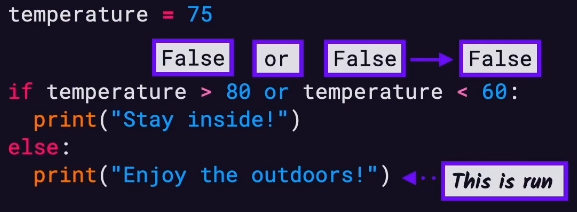 temperature = 75
False or False False
if temperature > 80 or temperature < 60:
print("Stay inside!")
else:
print("Enjoy the outdoors!") This is run